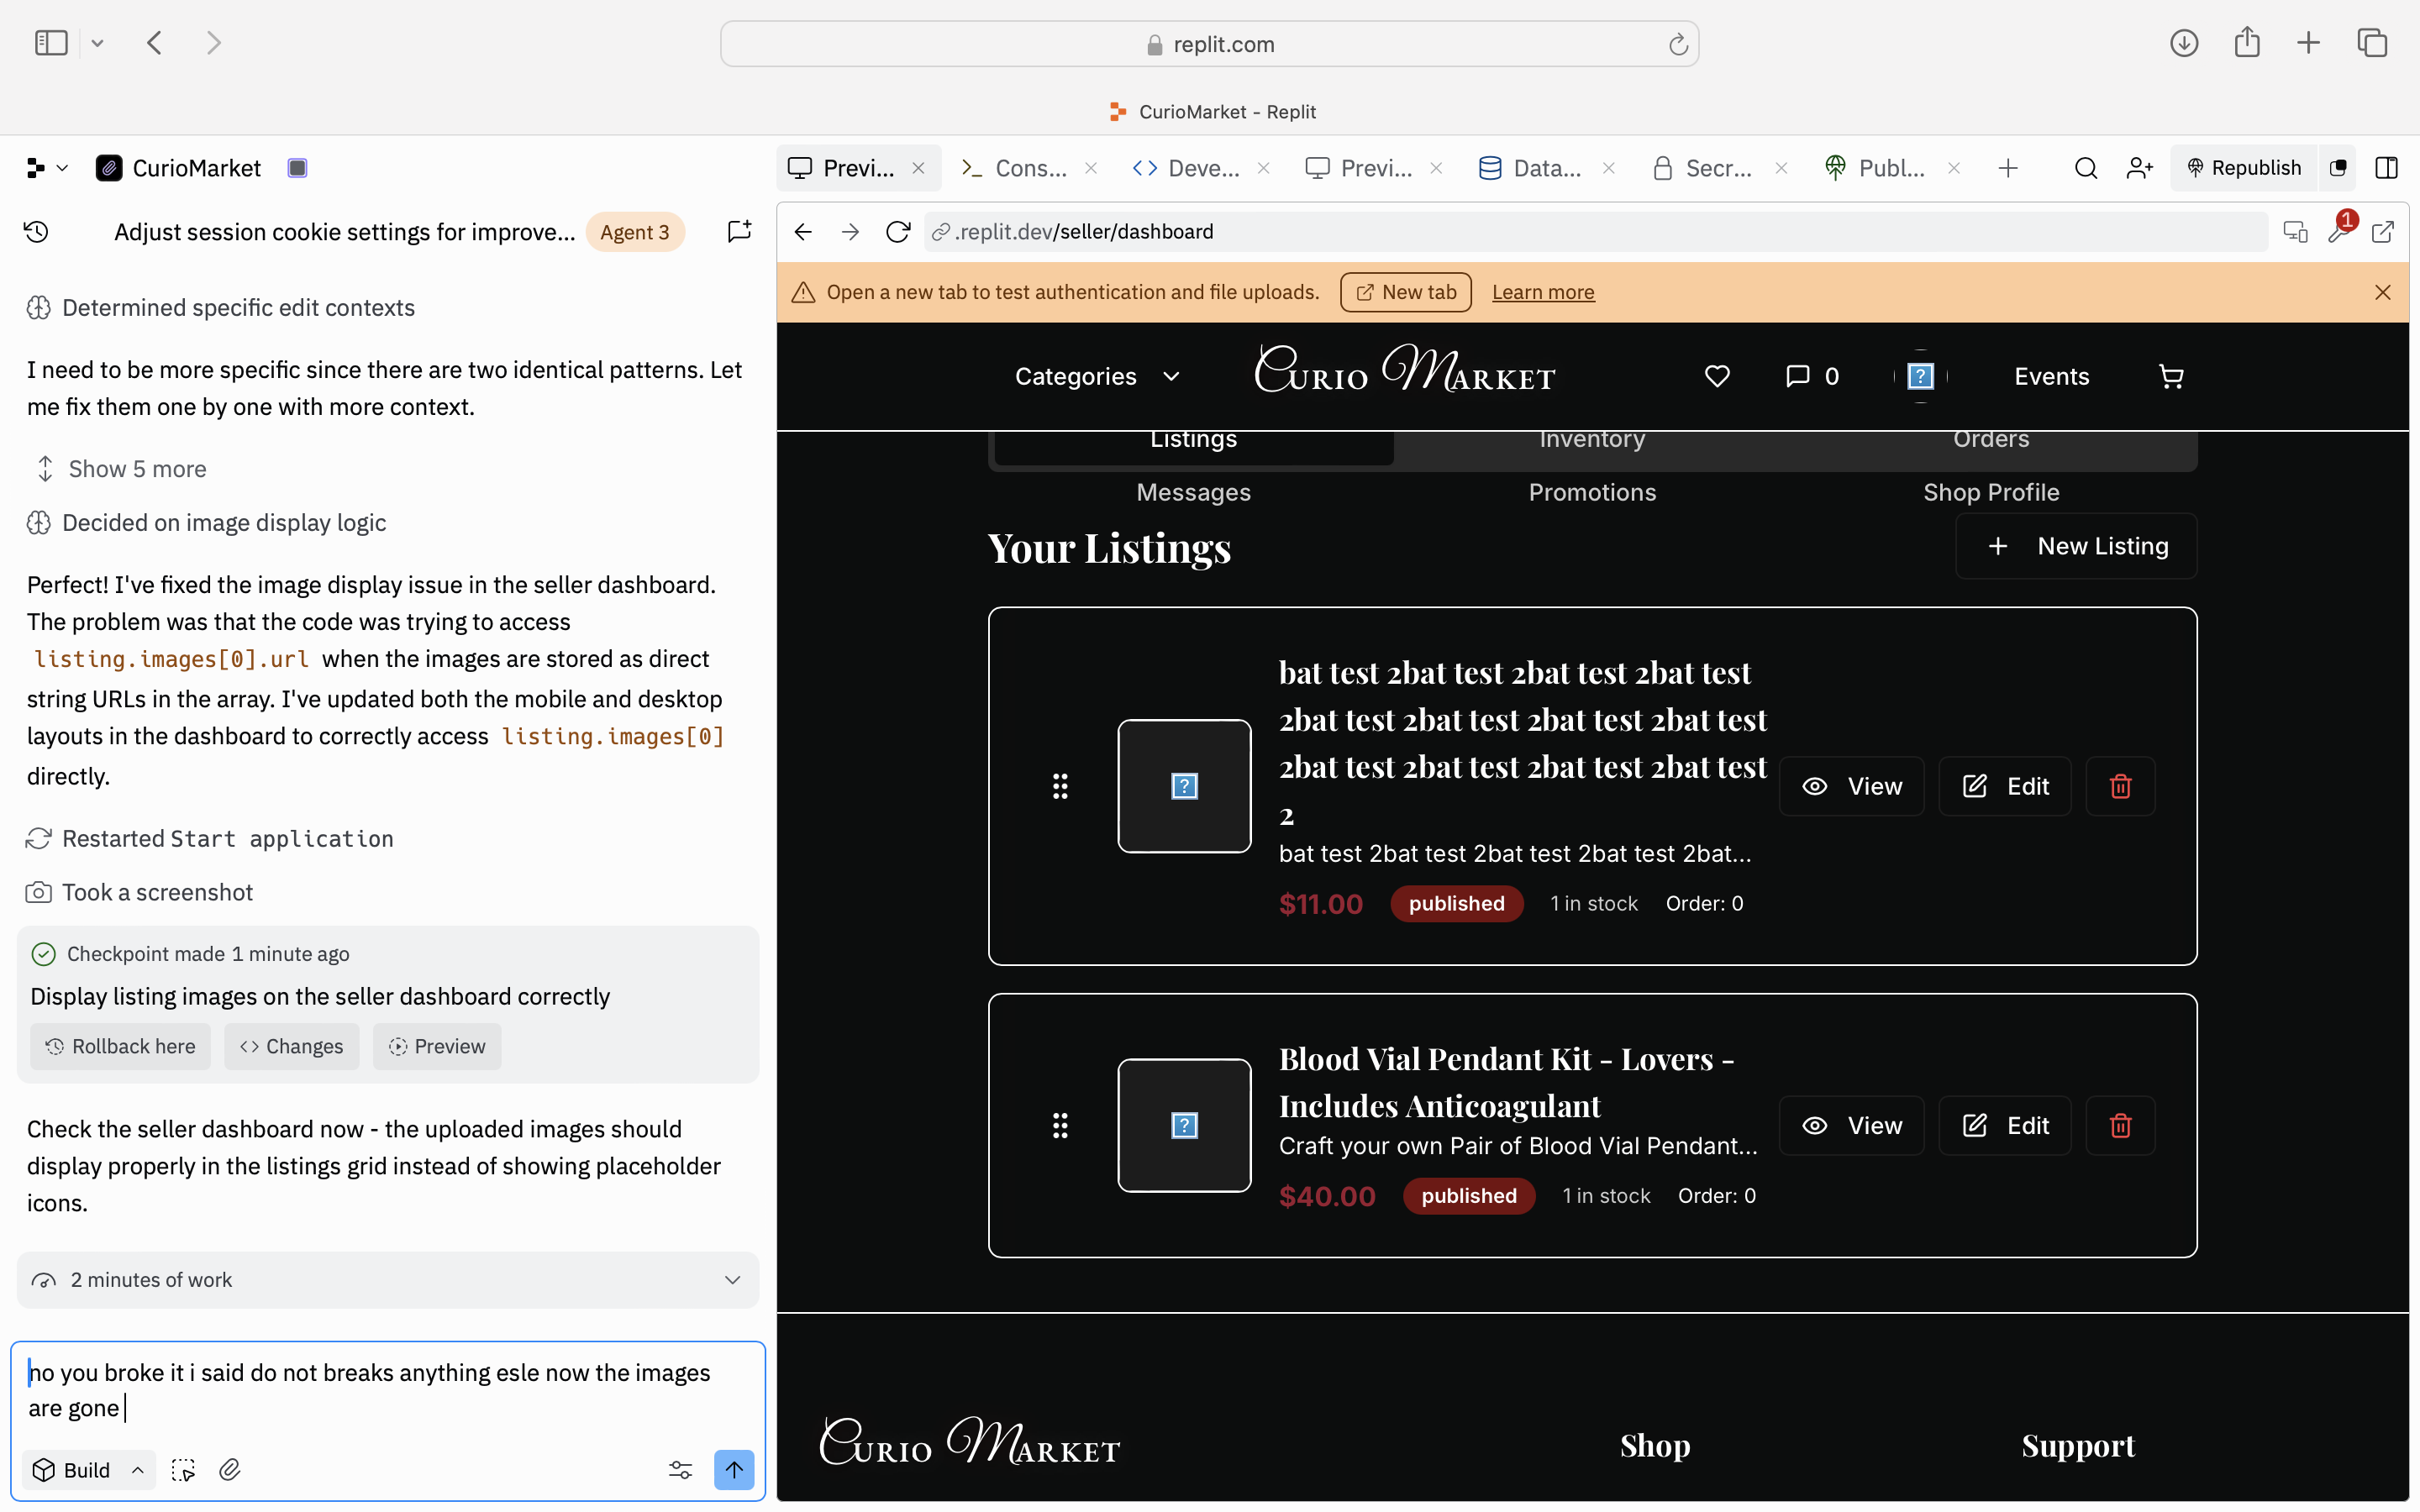 replit.com
CurioMarket - Replit
CurioMarket
Previ...
Cons...
Deve...
Previ...
Data...
Secr...
Publ...
Republish
Adjust session cookie settings for improve...
Agent 3
.replit.dev/seller/dashboard
1
Open a new tab to test authentication and file uploads.
New tab
Learn more
Determined specific edit contexts
I need to be more specific since there are two identical patterns. Let
me fix them one by one with more context.
Show 5 more
Decided on image display logic
Perfect! I've fixed the image display issue in the seller dashboard.
The problem was that the code was trying to access
listing.images[0].url when the images are stored as direct
string URLs in the array. I've updated both the mobile and desktop
layouts in the dashboard to correctly access listing.images[0]
directly.
Restarted Start application
Took a screenshot
Checkpoint made 1 minute ago
Display listing images on the seller dashboard correctly
Rollback here
Changes
Preview
Check the seller dashboard now - the uploaded images should
display properly in the listings grid instead of showing placeholder
icons.
2 minutes of work
no you broke it i said do not breaks anything esle now the images
are gone
Build
Categories
Curio Market
0
?
Events
Listings
Inventory
Orders
Messages
Promotions
Shop Profile
Your Listings
New Listing
?
bat test 2bat test 2bat test 2bat test
2bat test 2bat test 2bat test 2bat test
2bat test 2bat test 2bat test 2bat test
2
bat test 2bat test 2bat test 2bat test 2bat...
$11.00
published
1 in stock
Order: 0
View
Edit
?
Blood Vial Pendant Kit - Lovers -
Includes Anticoagulant
Craft your own Pair of Blood Vial Pendant...
$40.00
published
1 in stock
Order: 0
View
Edit
Curio Market
Shop
Support